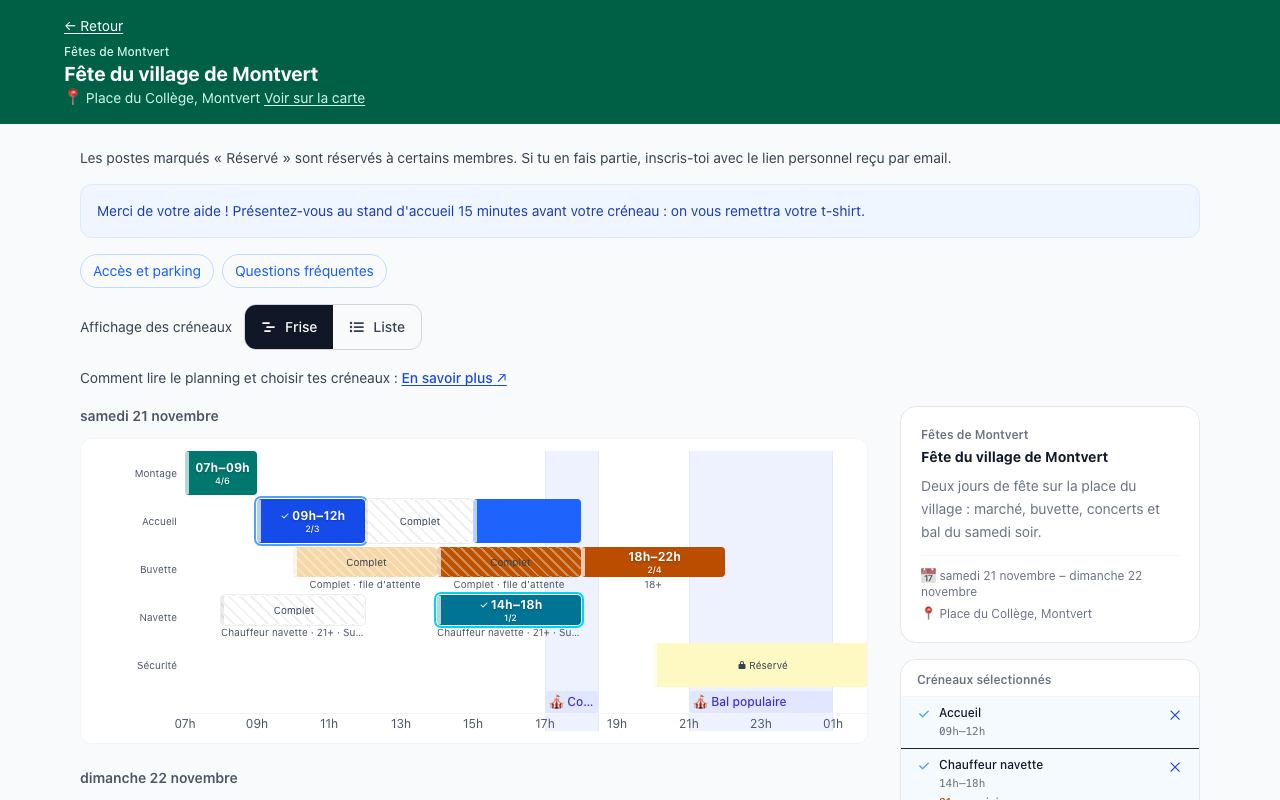 ← Retour
Fêtes de Montvert
Fête du village de Montvert
📍 Place du Collège, Montvert Voir sur la carte
Les postes marqués « Réservé » sont réservés à certains membres. Si tu en fais partie, inscris-toi avec le lien personnel reçu par email.
Merci de votre aide ! Présentez-vous au stand d'accueil 15 minutes avant votre créneau : on vous remettra votre t-shirt.
Accès et parking
Questions fréquentes
Affichage des créneaux
Frise
Liste
Comment lire le planning et choisir tes créneaux : En savoir plus ↗
samedi 21 novembre
Montage
07h–09h
4/6
Accueil
✓ 09h–12h
2/3
Complet
Buvette
Complet
Complet · file d'attente
Complet
Complet · file d'attente
18h–22h
2/4
18+
Navette
Complet
Chauffeur navette · 21+ · Su…
✓ 14h–18h
1/2
Chauffeur navette · 21+ · Su…
Sécurité
🔒 Réservé
🎪 Co…
🎪 Bal populaire
07h 09h 11h 13h 15h 17h 19h 21h 23h 01h
dimanche 22 novembre
Fêtes de Montvert
Fête du village de Montvert
Deux jours de fête sur la place du
village : marché, buvette, concerts et
bal du samedi soir.
📅 samedi 21 novembre – dimanche 22
novembre
📍 Place du Collège, Montvert
Créneaux sélectionnés
✓ Accueil
09h–12h
✓ Chauffeur navette
14h–18h